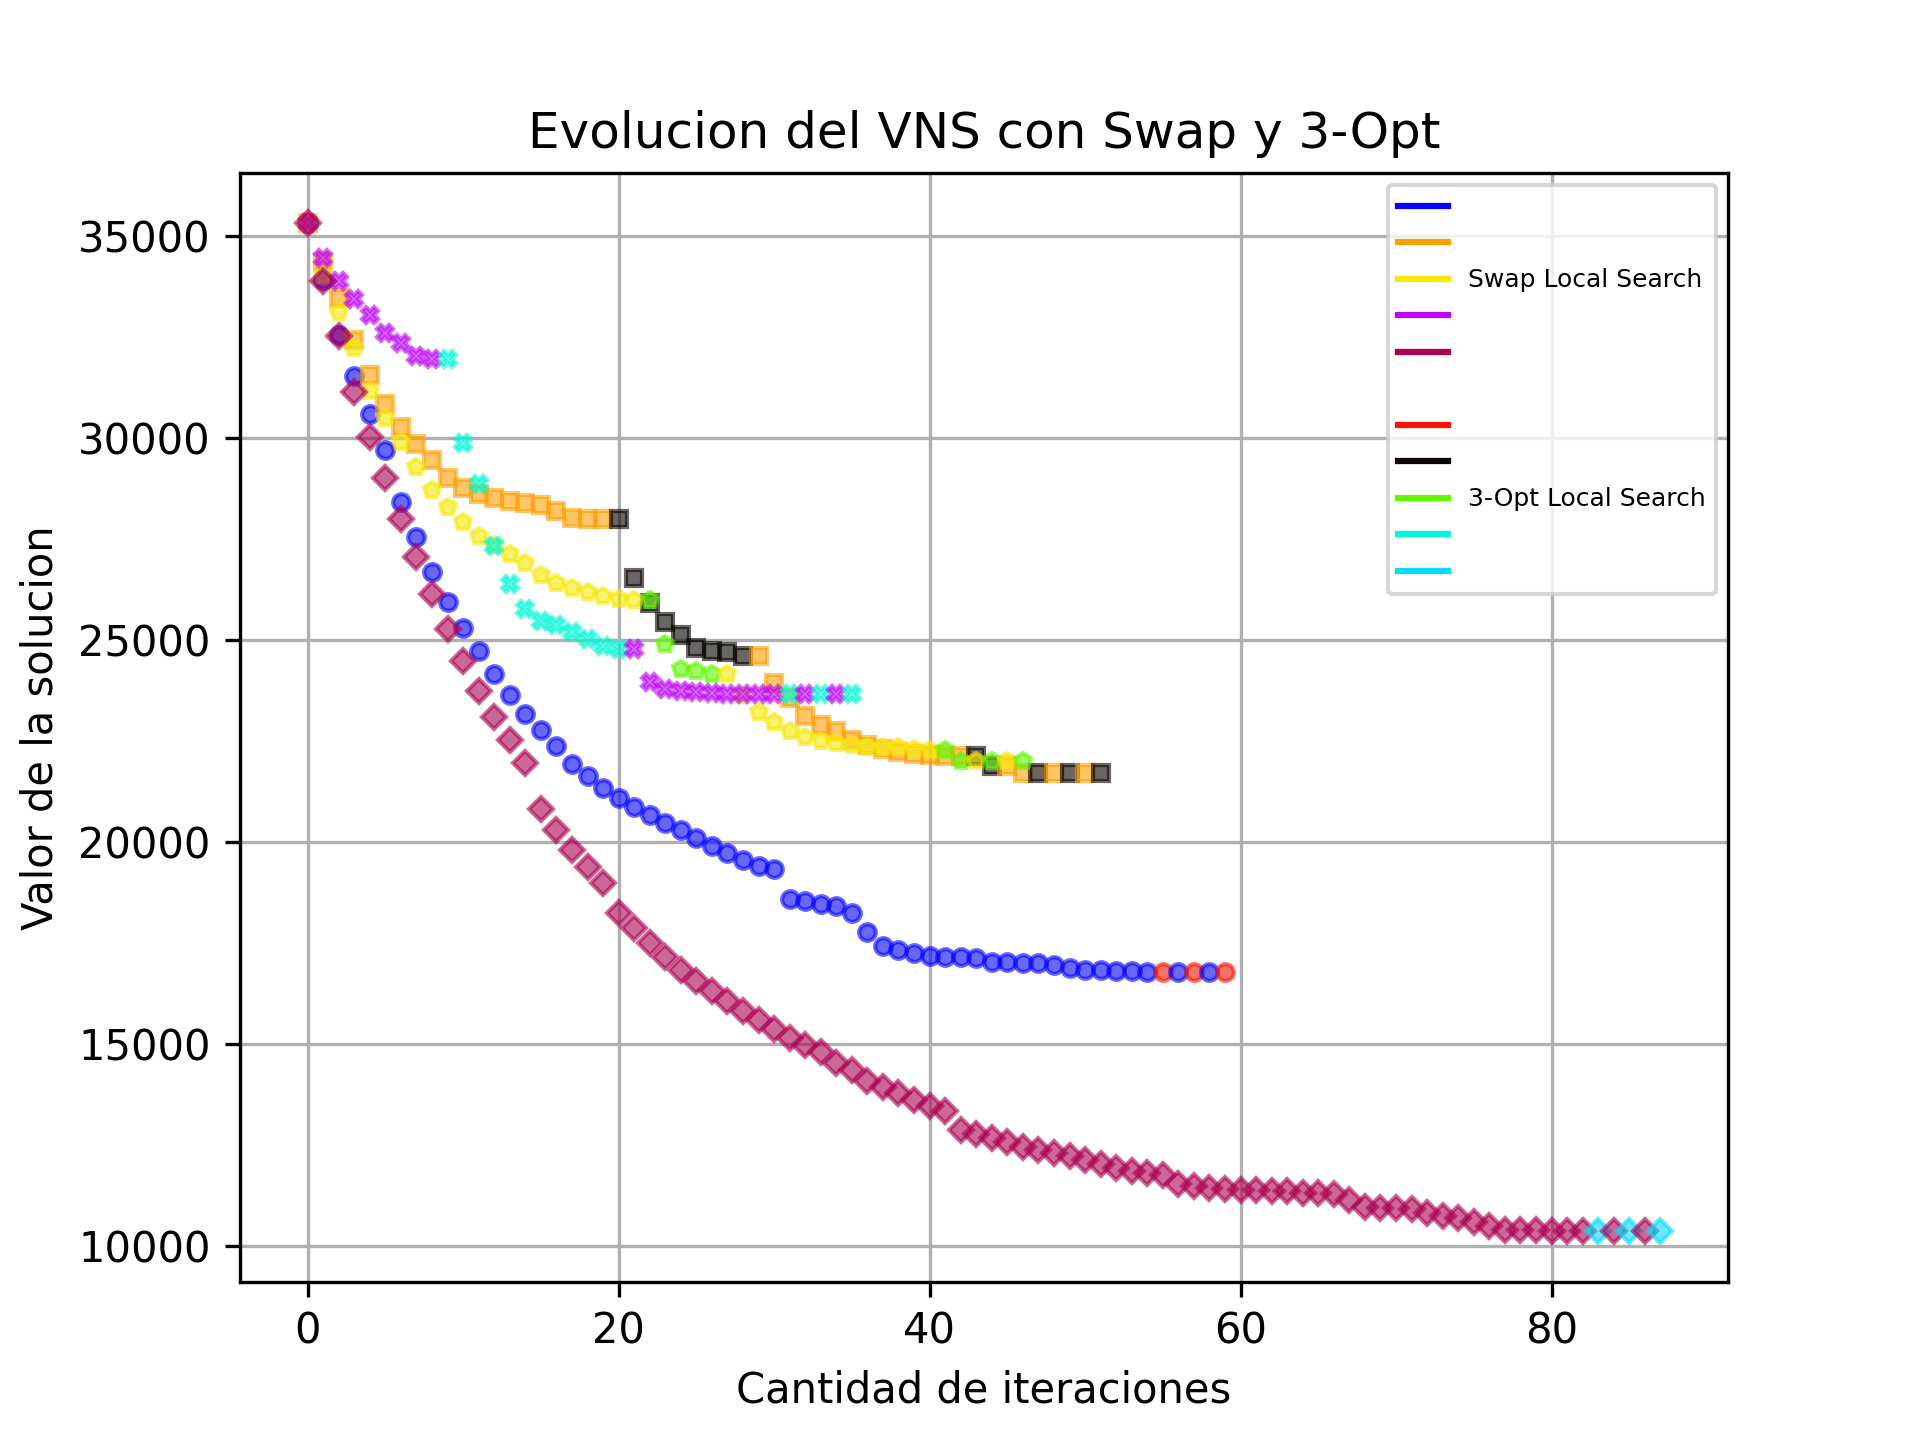 Evolucion del VNS con Swap y 3-Opt
Valor de la solucion
35000
30000
25000
20000
15000
10000
Swap Local Search
3-Opt Local Search
0 20 40 60 80
Cantidad de iteraciones